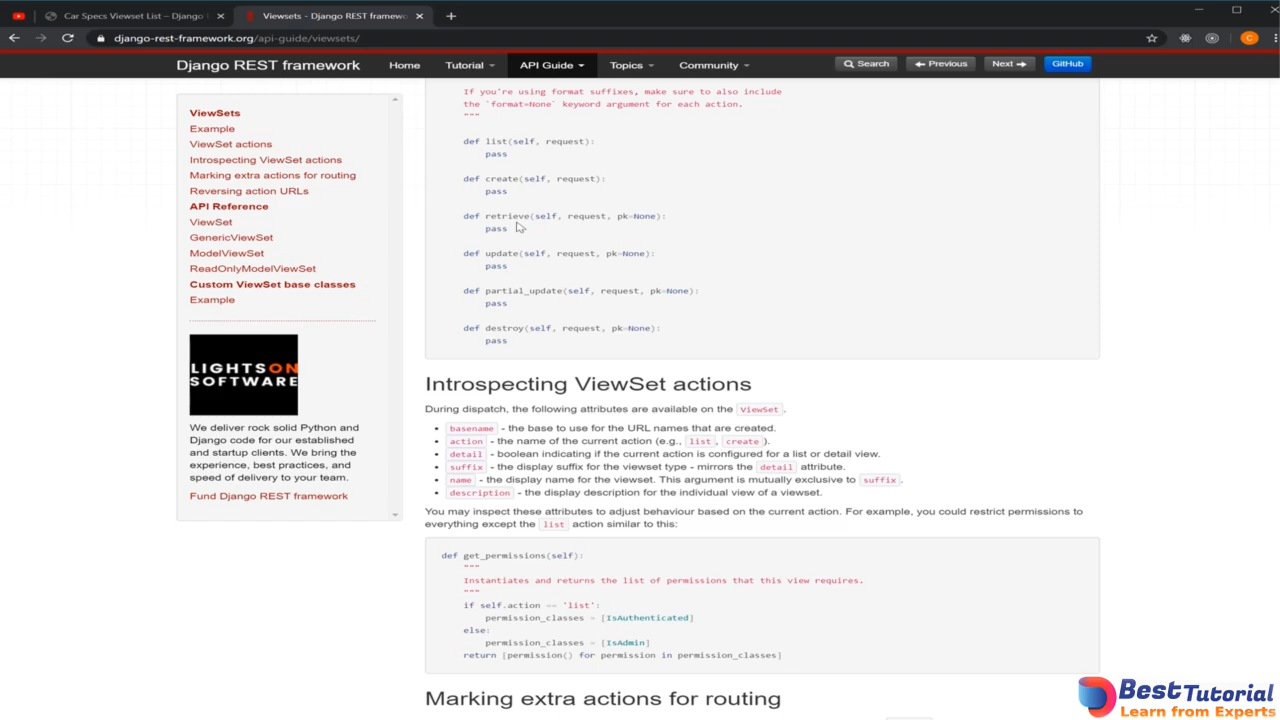 Car Specs Viewset List – Django
Viewsets - Django REST framewo
django-rest-framework.org/api-guide/viewsets/
C
Django REST framework
Home
Tutorial
API Guide
Topics
Community
Search
Previous
Next
GitHub
ViewSets
Example
ViewSet actions
Introspecting ViewSet actions
Marking extra actions for routing
Reversing action URLs
API Reference
ViewSet
GenericViewSet
ModelViewSet
ReadOnlyModelViewSet
Custom ViewSet base classes
Example
LIGHTSON
SOFTWARE
We deliver rock solid Python and
Django code for our established
and startup clients. We bring the
experience, best practices, and
speed of delivery to your team.
Fund Django REST framework
If you're using format suffixes, make sure to also include
the `format=None` keyword argument for each action.
"""
def list(self, request):
pass
def create(self, request):
pass
def retrieve(self, request, pk=None):
pass
def update(self, request, pk=None):
pass
def partial_update(self, request, pk=None):
pass
def destroy(self, request, pk=None):
pass
Introspecting ViewSet actions
During dispatch, the following attributes are available on the ViewSet.
• basename - the base to use for the URL names that are created.
• action - the name of the current action (e.g., list, create).
• detail - boolean indicating if the current action is configured for a list or detail view.
• suffix - the display suffix for the viewset type - mirrors the detail attribute.
• name - the display name for the viewset. This argument is mutually exclusive to suffix.
• description - the display description for the individual view of a viewset.
You may inspect these attributes to adjust behaviour based on the current action. For example, you could restrict permissions to
everything except the list action similar to this:
def get_permissions(self):
"""
Instantiates and returns the list of permissions that this view requires.
"""
if self.action == 'list':
permission_classes = [IsAuthenticated]
else:
permission_classes = [IsAdmin]
return [permission() for permission in permission_classes]
Marking extra actions for routing
BestTutorial
Learn from Experts